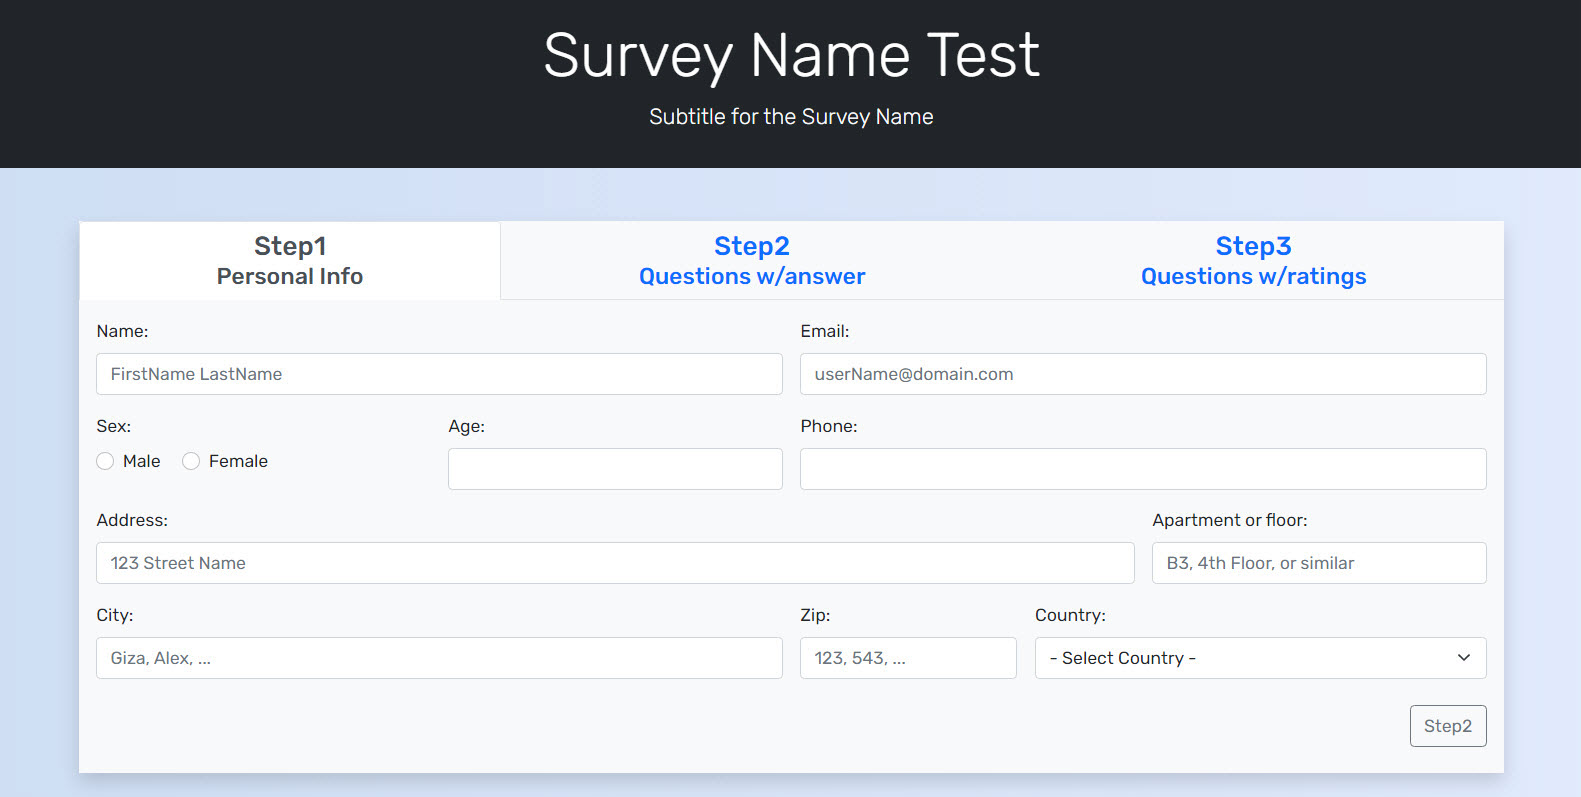 Survey Name Test
Subtitle for the Survey Name
Step1
Personal Info
Step2
Questions w/answer
Step3
Questions w/ratings
Name:
Email:
FirstName LastName
userName@domain.com
Sex:
Age:
Phone:
Male
Female
Address:
Apartment or floor:
123 Street Name
B3, 4th Floor, or similar
City:
Zip:
Country:
Giza, Alex, ...
123, 543, ...
- Select Country -
Step2